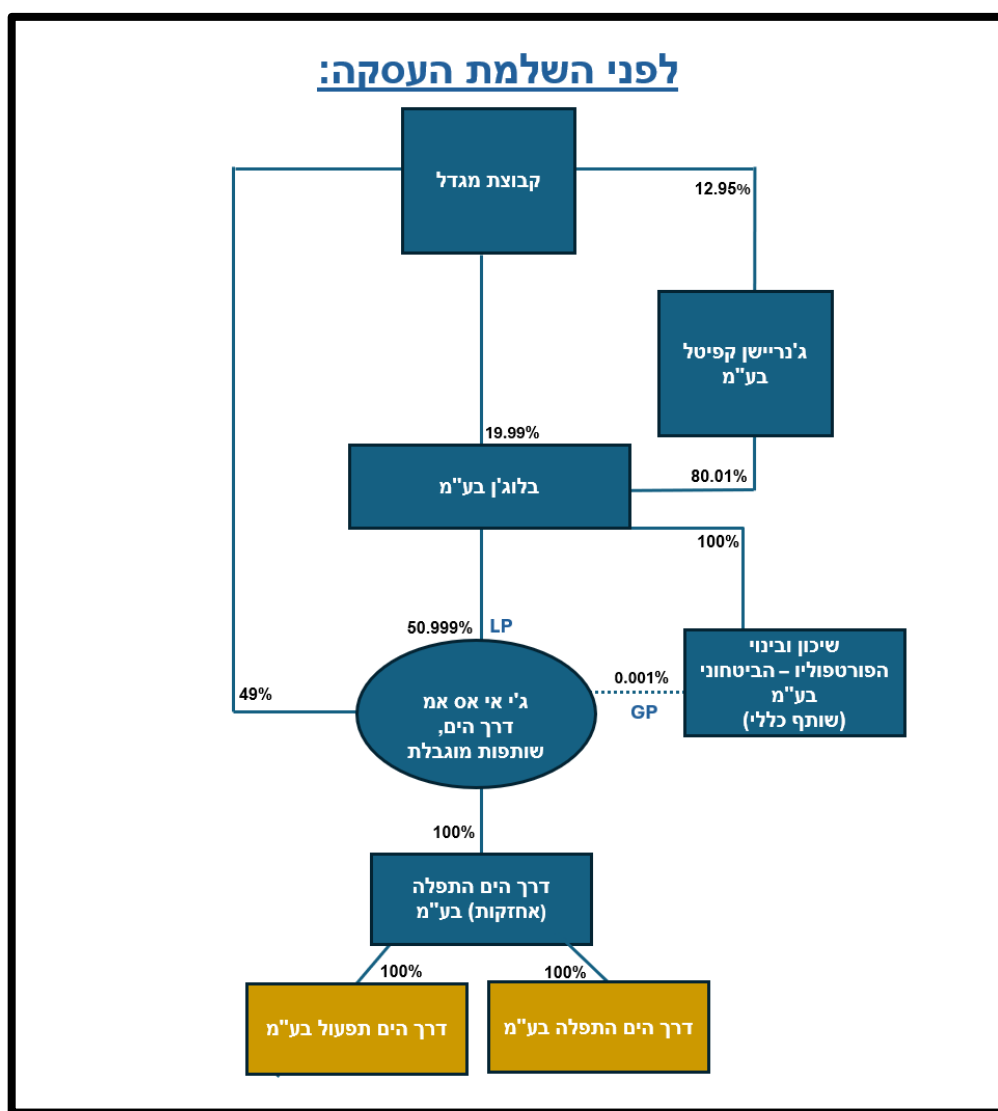 לפני השלמת העסקה:
קבוצת מגדל
12.95%
ג'נריישן קפיטל
בע"מ
19.99%
80.01%
בלוג'ן בע"מ
100%
50.999%
LP
שיכון ובינוי
הפורטפוליו – הביטחוני
בע"מ
(שותף כללי)
0.001%
GP
49%
ג'י אי אס אמ
דרך הים,
שותפות מוגבלת
100%
דרך הים התפלה
(אחזקות) בע"מ
100%
100%
דרך הים התפלה בע"מ
דרך הים תפעול בע"מ